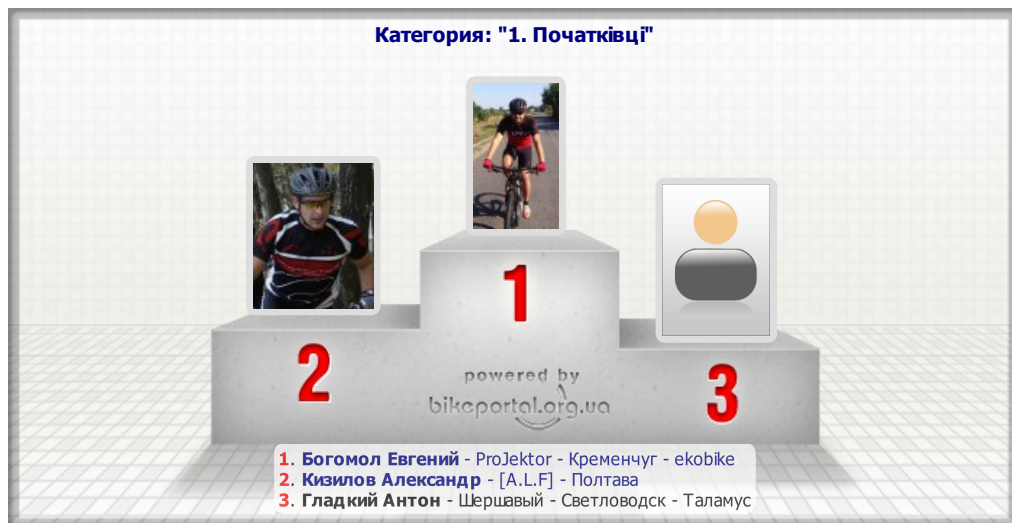 Категория: "1. Початківці"
1
2
3
powered by
bikeportal.org.ua
1. Богомол Евгений - ProJektor - Кременчуг - ekobike
2. Кизилов Александр - [A.L.F] - Полтава
3. Гладкий Антон - Шершавый - Светловодск - Таламус